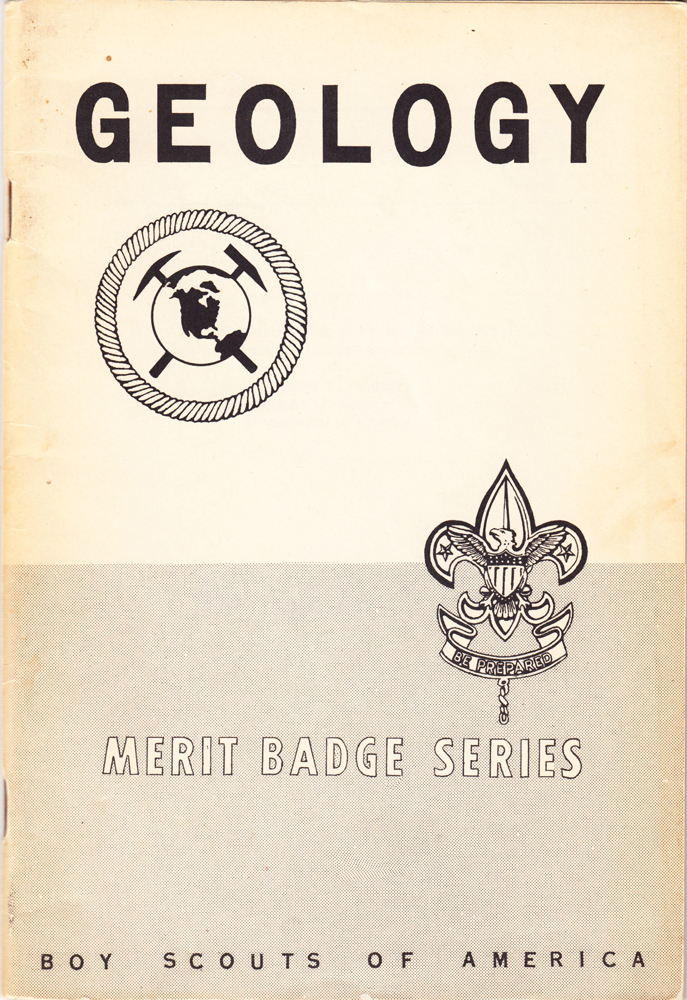 GEOLOGY
BE PREPARED
MERIT BADGE SERIES
BOY SCOUTS OF AMERICA